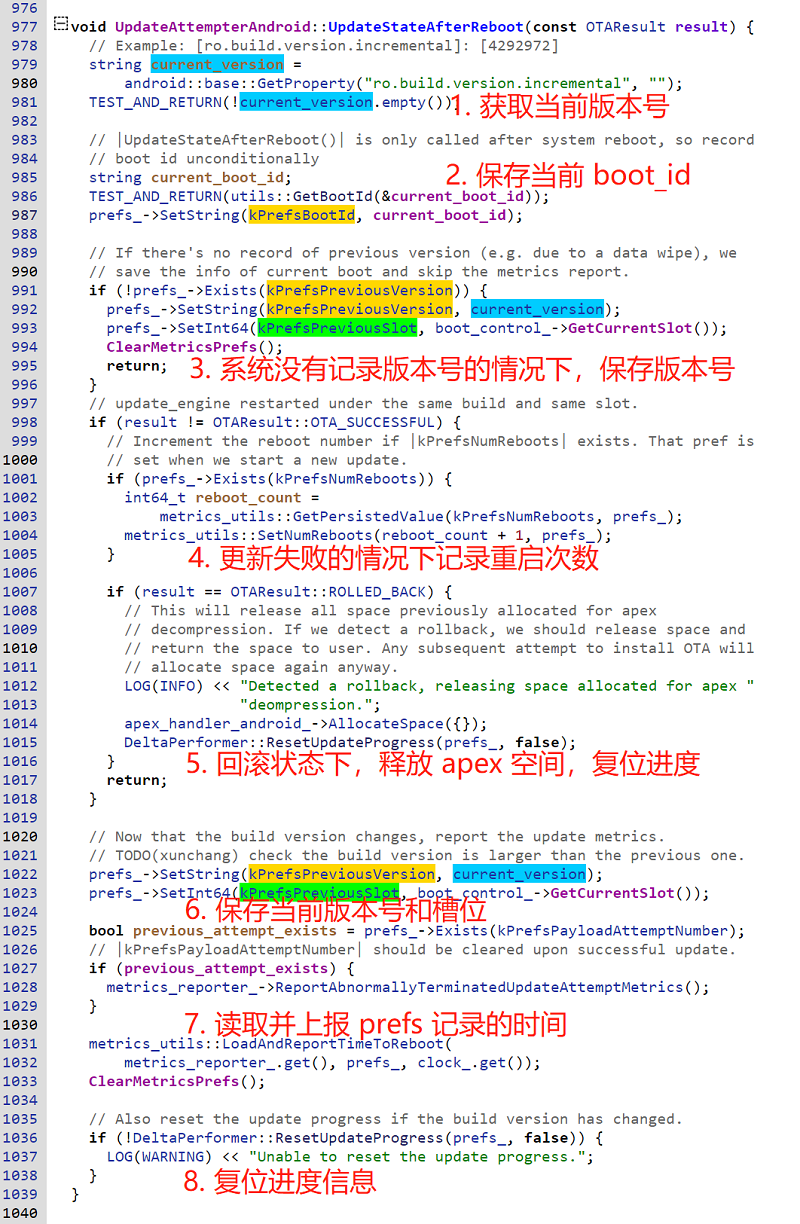 976
977 void UpdateAttempterAndroid::UpdateStateAfterReboot(const OTAResult result) {
978 // Example: [ro.build.version.incremental]: [4292972]
979 string current_version =
980 android::base::GetProperty("ro.build.version.incremental", "");
981 TEST_AND_RETURN(!current_version.empty());
1. 获取当前版本号
982
983 // |UpdateStateAfterReboot()| is only called after system reboot, so record
984 // boot id unconditionally
985 string current_boot_id;
2. 保存当前 boot_id
986 TEST_AND_RETURN(utils::GetBootId(&current_boot_id));
987 prefs_->SetString(kPrefsBootId, current_boot_id);
988
989 // If there's no record of previous version (e.g. due to a data wipe), we
990 // save the info of current boot and skip the metrics report.
991 if (!prefs_->Exists(kPrefsPreviousVersion)) {
992 prefs_->SetString(kPrefsPreviousVersion, current_version);
993 prefs_->SetInt64(kPrefsPreviousSlot, boot_control_->GetCurrentSlot());
994 ClearMetricsPrefs();
995 return;
3. 系统没有记录版本号的情况下，保存版本号
996 }
997 // update_engine restarted under the same build and same slot.
998 if (result != OTAResult::OTA_SUCCESSFUL) {
999 // Increment the reboot number if |kPrefsNumReboots| exists. That pref is
1000 // set when we start a new update.
1001 if (prefs_->Exists(kPrefsNumReboots)) {
1002 int64_t reboot_count =
1003 metrics_utils::GetPersistedValue(kPrefsNumReboots, prefs_);
1004 metrics_utils::SetNumReboots(reboot_count + 1, prefs_);
1005 }
4. 更新失败的情况下记录重启次数
1006
1007 if (result == OTAResult::ROLLED_BACK) {
1008 // This will release all space previously allocated for apex
1009 // decompression. If we detect a rollback, we should release space and
1010 // return the space to user. Any subsequent attempt to install OTA will
1011 // allocate space again anyway.
1012 LOG(INFO) << "Detected a rollback, releasing space allocated for apex "
1013 "deompression.";
1014 apex_handler_android_->AllocateSpace({});
1015 DeltaPerformer::ResetUpdateProgress(prefs_, false);
1016 }
5. 回滚状态下，释放 apex 空间，复位进度
1017 return;
1018 }
1019
1020 // Now that the build version changes, report the update metrics.
1021 // TODO(xunchang) check the build version is larger than the previous one.
1022 prefs_->SetString(kPrefsPreviousVersion, current_version);
1023 prefs_->SetInt64(kPrefsPreviousSlot, boot_control_->GetCurrentSlot());
1024
6. 保存当前版本号和槽位
1025 bool previous_attempt_exists = prefs_->Exists(kPrefsPayloadAttemptNumber);
1026 // |kPrefsPayloadAttemptNumber| should be cleared upon successful update.
1027 if (previous_attempt_exists) {
1028 metrics_reporter_->ReportAbnormallyTerminatedUpdateAttemptMetrics();
1029 }
1030
7. 读取并上报 prefs 记录的时间
1031 metrics_utils::LoadAndReportTimeToReboot(
1032 metrics_reporter_.get(), prefs_, clock_.get());
1033 ClearMetricsPrefs();
1034
1035 // Also reset the update progress if the build version has changed.
1036 if (!DeltaPerformer::ResetUpdateProgress(prefs_, false)) {
1037 LOG(WARNING) << "Unable to reset the update progress.";
1038 }
8. 复位进度信息
1039 }
1040